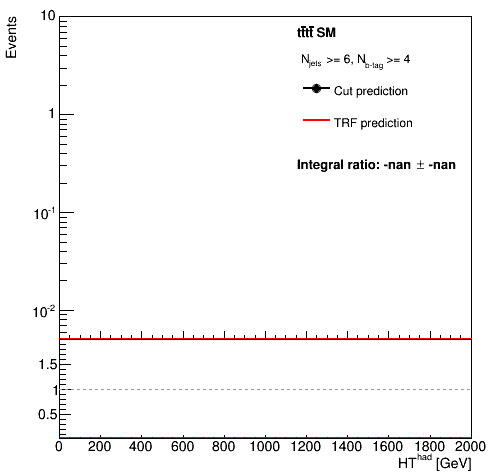 Events
10
tt̄tt̄ SM
N_jets >= 6, N_b-tag >= 4
Cut prediction
1
TRF prediction
Integral ratio: -nan ± -nan
10^-1
10^-2
1.5
1
0.5
0 200 400 600 800 1000 1200 1400 1600 1800 2000
HT^had [GeV]